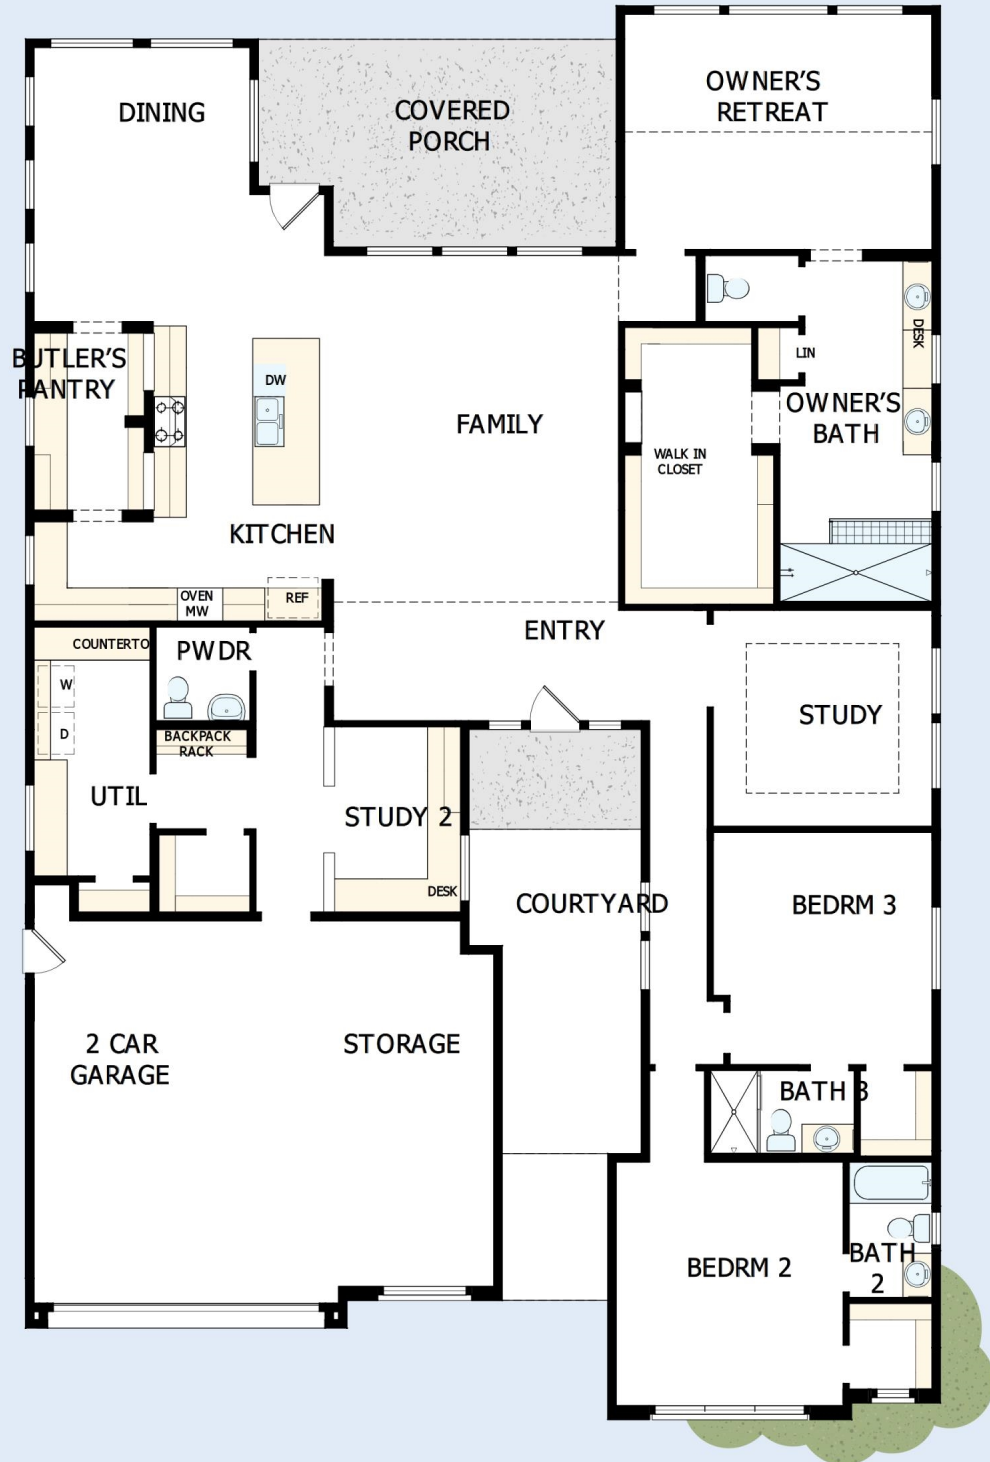 OWNER'S
RETREAT
DINING
COVERED
PORCH
BUTLER'S
PANTRY
DW
DESK
LIN
OWNER'S
BATH
FAMILY
WALK IN
CLOSET
KITCHEN
OVEN
MW
REF
ENTRY
COUNTERTO
PWDR
W
D
BACKPACK
RACK
STUDY
UTIL
STUDY 2
DESK
COURTYARD
BEDRM 3
2 CAR
GARAGE
STORAGE
BATH 3
BEDRM 2
BATH
2